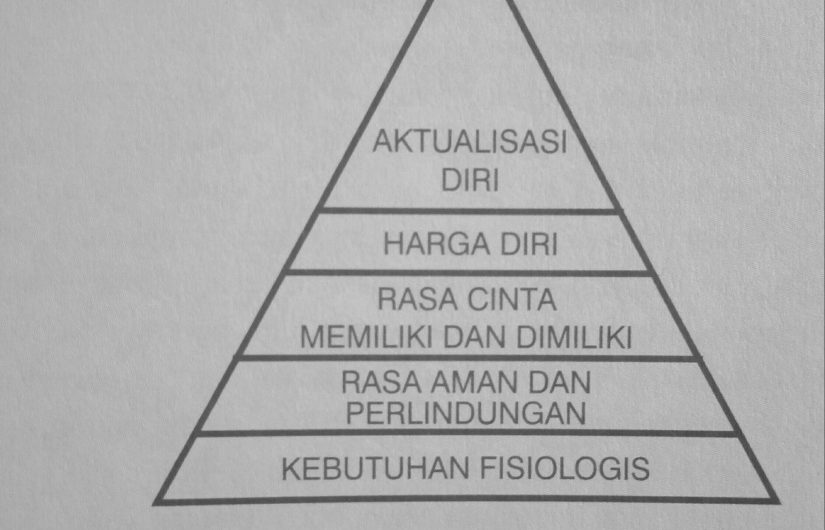 AKTUALISASI
DIRI
HARGA DIRI
RASA CINTA
MEMILIKI DAN DIMILIKI
RASA AMAN DAN
PERLINDUNGAN
KEBUTUHAN FISIOLOGIS